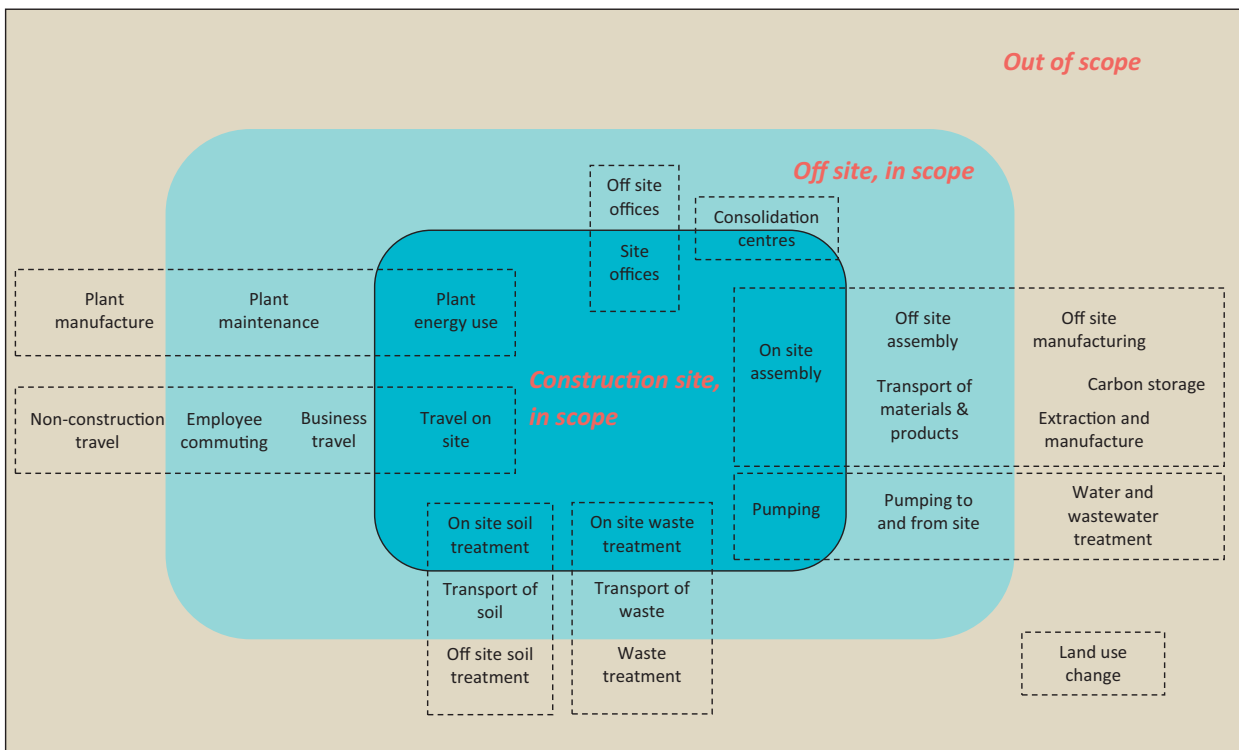 Out of scope
Off site, in scope
Off site
offices
Consolidation
centres
Site
offices
Plant
manufacture
Plant
maintenance
Plant
energy use
Off site
assembly
Off site
manufacturing
On site
assembly
Construction site,
in scope
Transport of
materials &
products
Carbon storage
Extraction and
manufacture
Non-construction
travel
Employee
commuting
Business
travel
Travel on
site
Pumping
Pumping to
and from site
Water and
wastewater
treatment
On site soil
treatment
On site waste
treatment
Transport of
soil
Transport of
waste
Off site soil
treatment
Waste
treatment
Land use
change